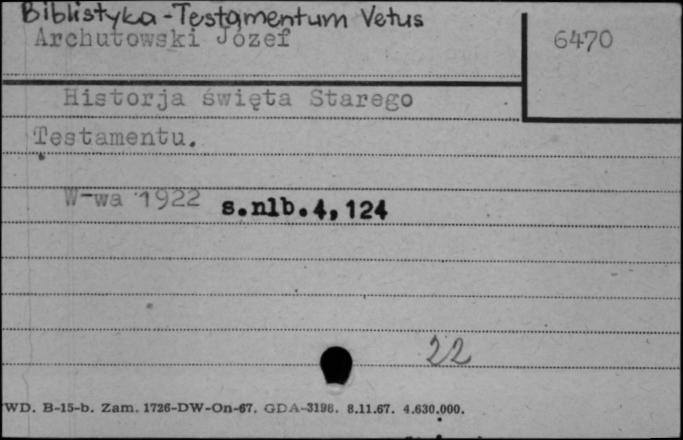 Biblistyka - Testamentum Vetus
Archutowski Józef
6470
Historja święta Starego
Testamentu.
W-wa 1922 s.nlb.4,124
22
WD. B-15-b. Zam. 1726-DW-On-67. GDA-3198. 8.11.67. 4.630.000.